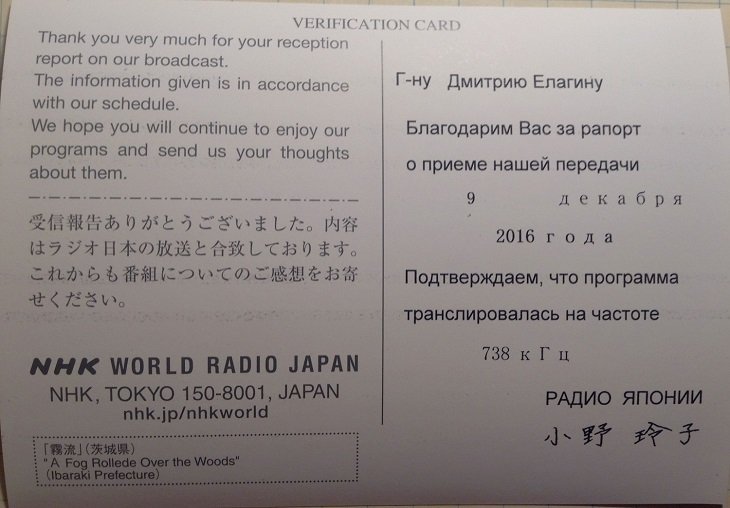 VERIFICATION CARD
Thank you very much for your reception
report on our broadcast.
The information given is in accordance
with our schedule.
We hope you will continue to enjoy our
programs and send us your thoughts
about them.
受信報告ありがとうございました。内容
はラジオ日本の放送と合致しております。
これからも番組についてのご感想をお寄
せください。
NHK WORLD RADIO JAPAN
NHK, TOKYO 150-8001, JAPAN
nhk.jp/nhkworld
「霧流」(茨城県)
"A Fog Rollede Over the Woods"
(Ibaraki Prefecture)
Г-ну Дмитрию Елагину
Благодарим Вас за рапорт
о приеме нашей передачи
9 декабря
2016 года
Подтверждаем, что программа
транслировалась на частоте
738 кГц
РАДИО ЯПОНИИ
小野 玲子